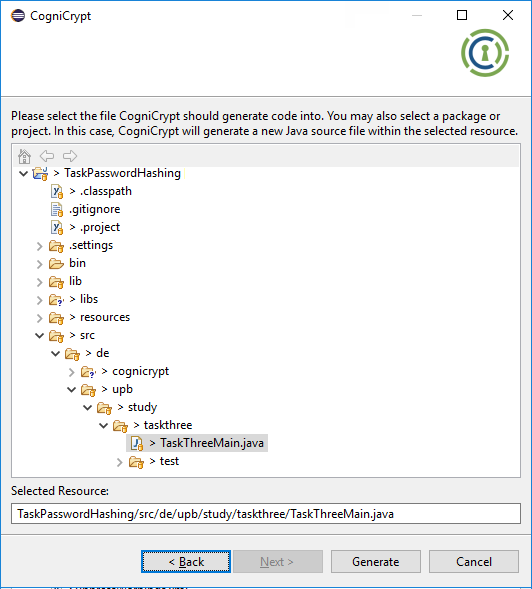 CogniCrypt
Please select the file CogniCrypt should generate code into. You may also select a package or
project. In this case, CogniCrypt will generate a new Java source file within the selected resource.
> TaskPasswordHashing
> .classpath
.gitignore
> .project
.settings
bin
lib
> libs
> resources
> src
> de
> cognicrypt
> upb
> study
> taskthree
> TaskThreeMain.java
> test
Selected Resource:
TaskPasswordHashing/src/de/upb/study/taskthree/TaskThreeMain.java
< Back
Next >
Generate
Cancel